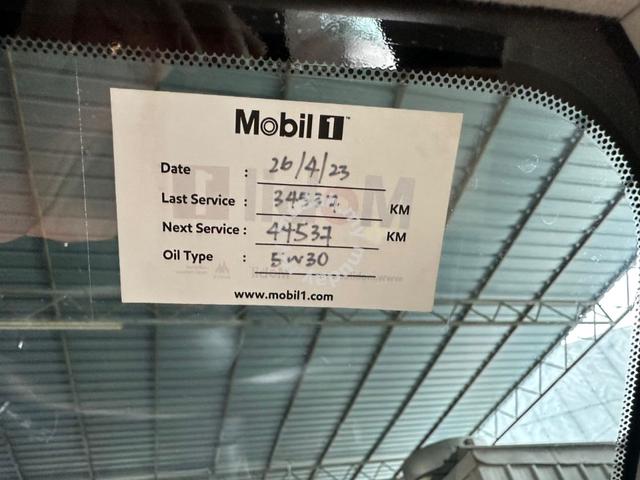 Mobil 1™
Date : 26/4/23
Last Service : 34537 KM
Next Service : 44537 KM
Oil Type : 5w30
www.mobil1.com